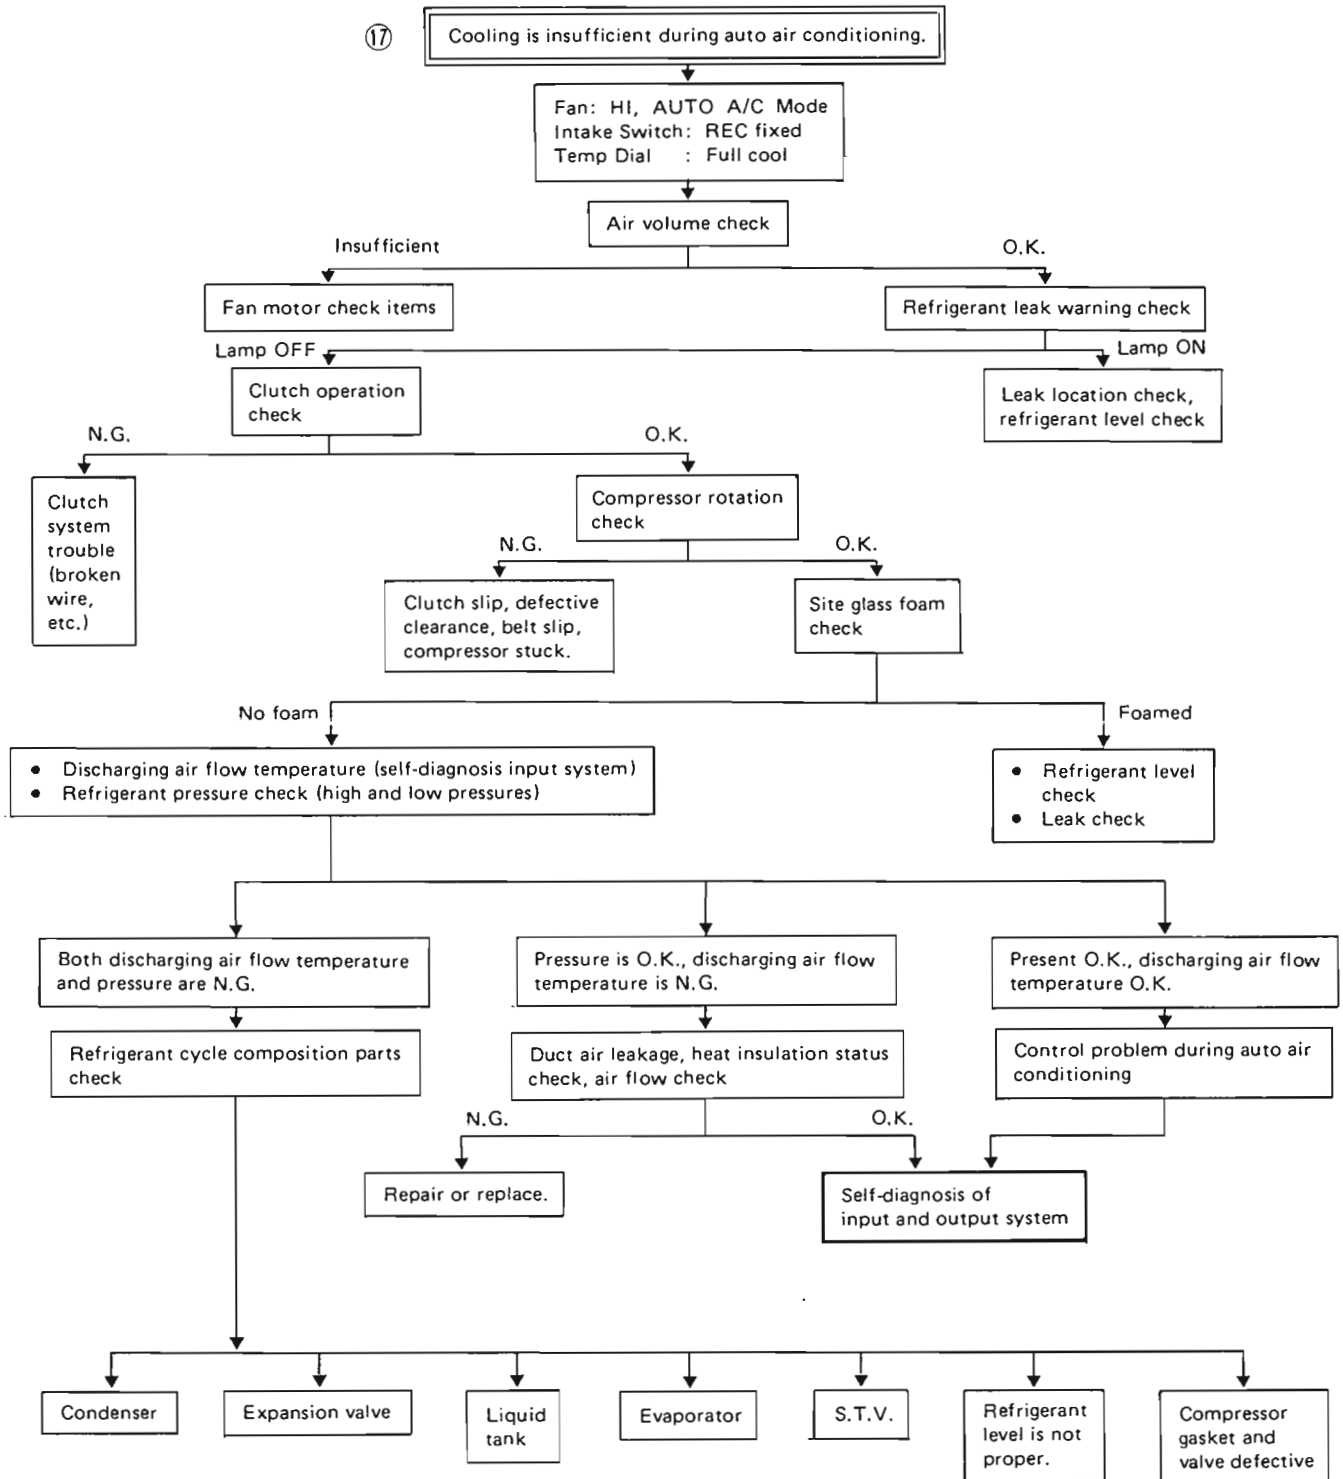 ⑰
Cooling is insufficient during auto air conditioning.
Fan: HI, AUTO A/C Mode
Intake Switch: REC fixed
Temp Dial : Full cool
Air volume check
Insufficient
O.K.
Fan motor check items
Refrigerant leak warning check
Lamp OFF
Lamp ON
Clutch operation
check
Leak location check,
refrigerant level check
N.G.
O.K.
Clutch
system
trouble
(broken
wire,
etc.)
Compressor rotation
check
N.G.
O.K.
Clutch slip, defective
clearance, belt slip,
compressor stuck.
Site glass foam
check
No foam
Foamed
• Discharging air flow temperature (self-diagnosis input system)
• Refrigerant pressure check (high and low pressures)
• Refrigerant level
check
• Leak check
Both discharging air flow temperature
and pressure are N.G.
Pressure is O.K., discharging air flow
temperature is N.G.
Present O.K., discharging air flow
temperature O.K.
Refrigerant cycle composition parts
check
Duct air leakage, heat insulation status
check, air flow check
Control problem during auto air
conditioning
N.G.
O.K.
Repair or replace.
Self-diagnosis of
input and output system
Condenser
Expansion valve
Liquid
tank
Evaporator
S.T.V.
Refrigerant
level is not
proper.
Compressor
gasket and
valve defective